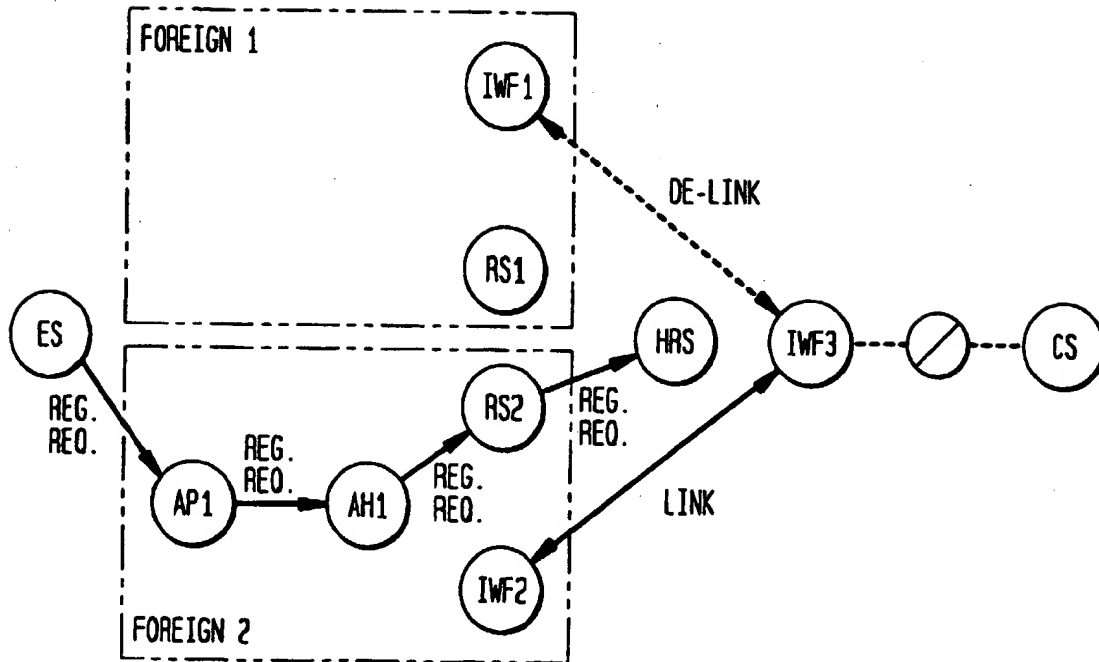 FOREIGN 1
IWF1
DE-LINK
RS1
ES
HRS
IWF3
CS
REG.
REQ.
RS2
REG.
REQ.
REG.
REQ.
AP1
AH1
REG.
REQ.
LINK
IWF2
FOREIGN 2